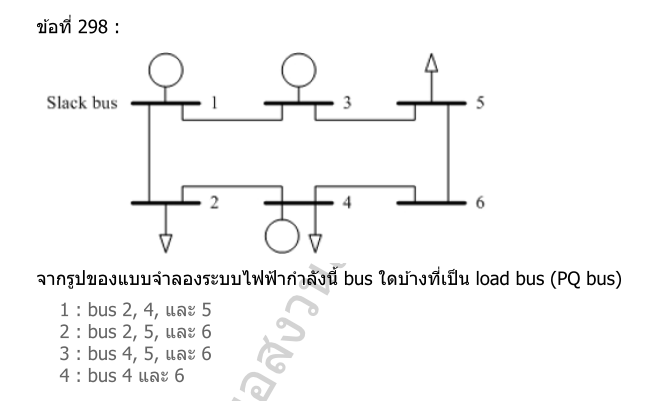 ข้อที่ 298 :
Slack bus 1 3 5
2 4 6
จากรูปของแบบจำลองระบบไฟฟ้ากำลังนี้ bus ใดบ้างที่เป็น load bus (PQ bus)
1 : bus 2, 4, และ 5
2 : bus 2, 5, และ 6
3 : bus 4, 5, และ 6
4 : bus 4 และ 6